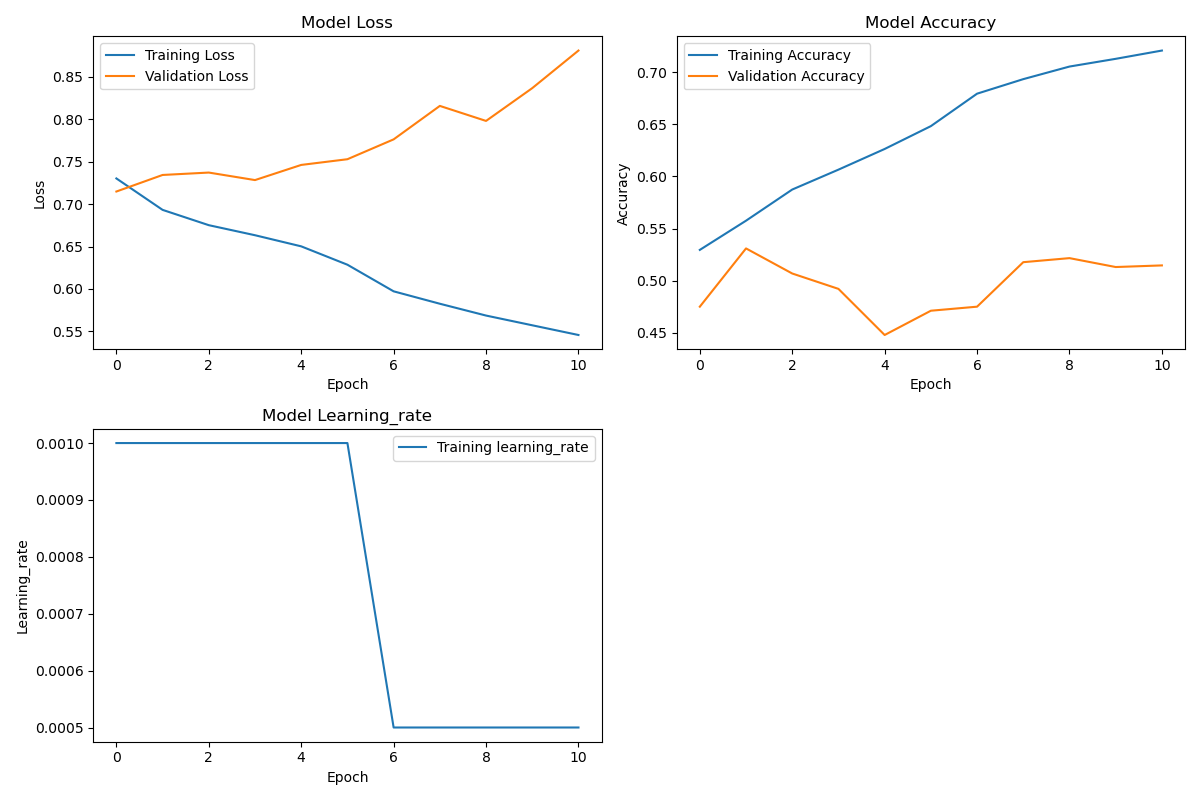 Model Loss
Training Loss
Validation Loss
0.85
0.80
0.75
0.70
0.65
0.60
0.55
Loss
0 2 4 6 8 10
Epoch
Model Accuracy
Training Accuracy
Validation Accuracy
0.70
0.65
0.60
0.55
0.50
0.45
Accuracy
0 2 4 6 8 10
Epoch
Model Learning_rate
Training learning_rate
0.0010
0.0009
0.0008
0.0007
0.0006
0.0005
Learning_rate
0 2 4 6 8 10
Epoch